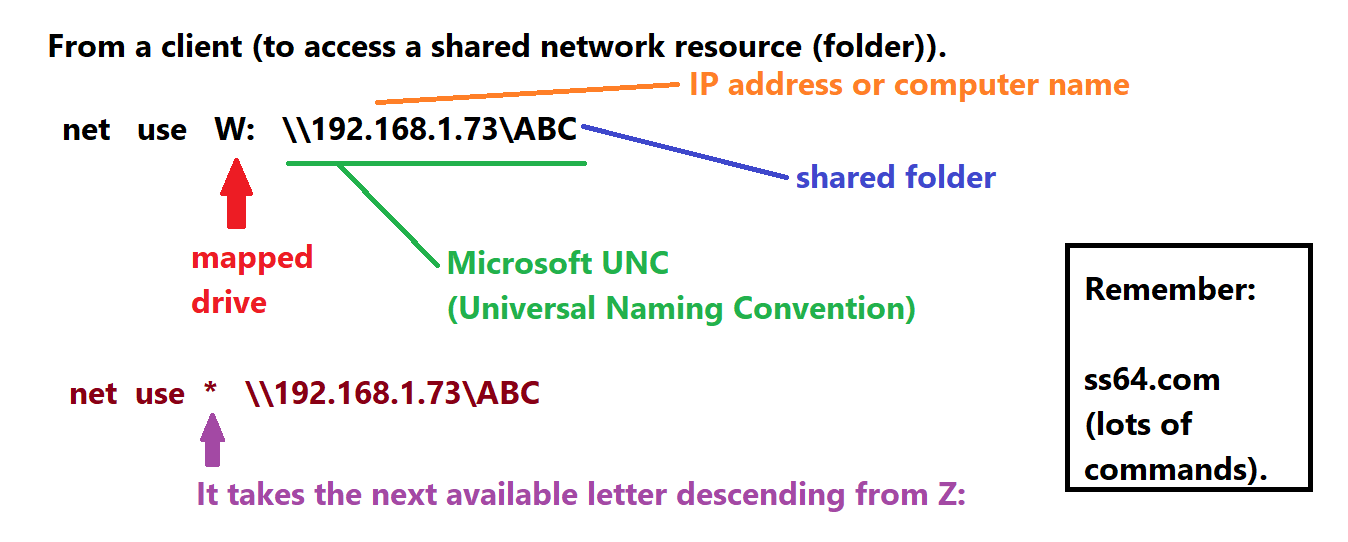 From a client (to access a shared network resource (folder)).
IP address or computer name
net use W: \\192.168.1.73\ABC
shared folder
mapped
drive
Microsoft UNC
(Universal Naming Convention)
net use * \\192.168.1.73\ABC
It takes the next available letter descending from Z:
Remember:
ss64.com
(lots of
commands).